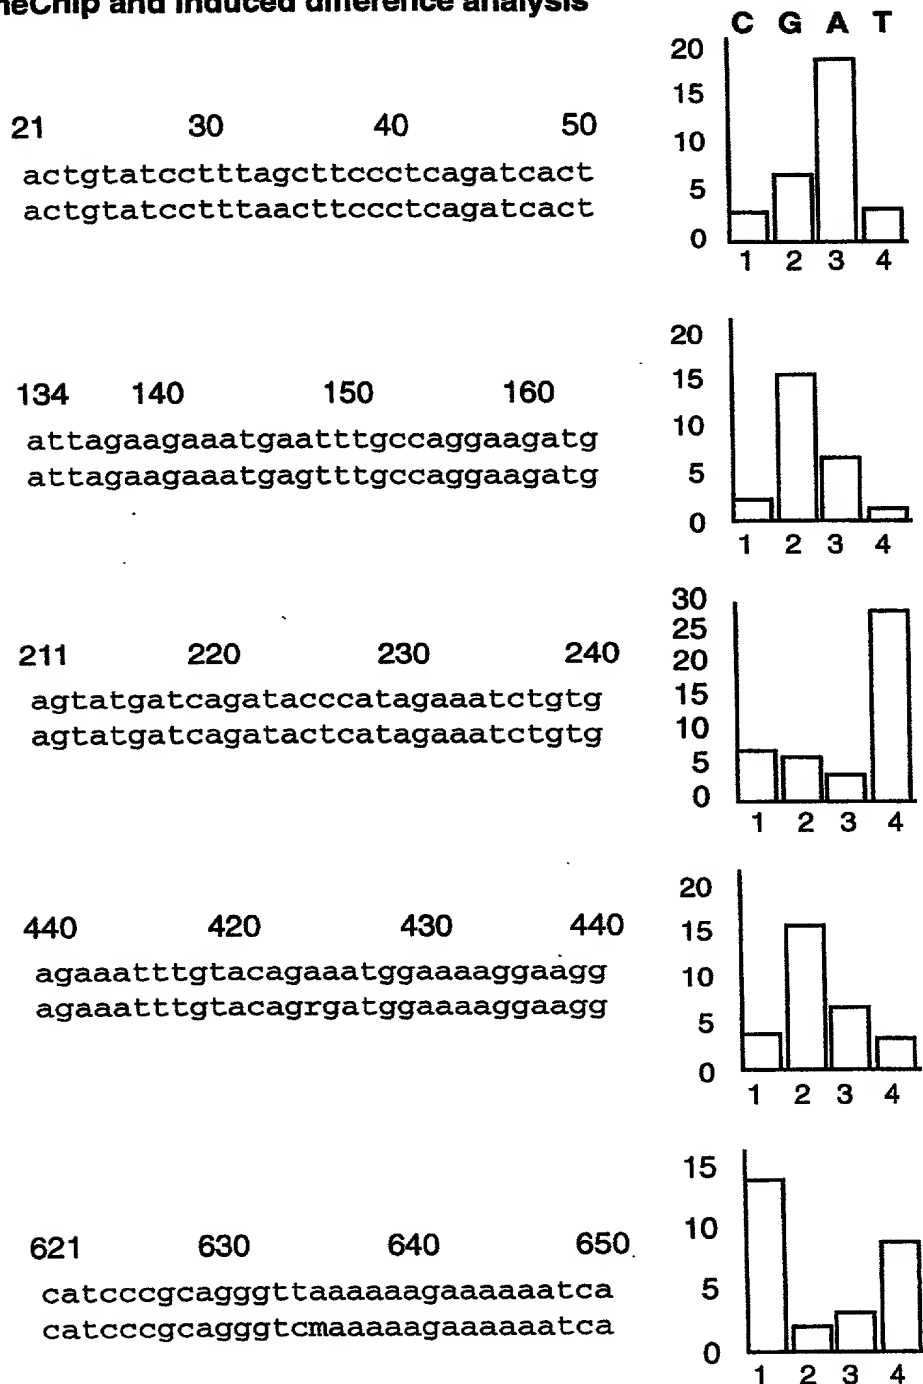 and induced difference analysis
C G A T
21 30 40 50
actgtatcctttagcttccctcagatcact
actgtatcctttaacttccctcagatcact
20
15
10
5
0
1 2 3 4
134 140 150 160
attagaagaaatgaatttgccaggaagatg
attagaagaaatgagtttgccaggaagatg
20
15
10
5
0
1 2 3 4
211 220 230 240
agtatgatcagatacccatagaaatctgtg
agtatgatcagatactcatagaaatctgtg
30
25
20
15
10
5
0
1 2 3 4
440 420 430 440
agaaatttgtacagaaatggaaaaggaagg
agaaatttgtacagrgatggaaaaggaagg
20
15
10
5
0
1 2 3 4
621 630 640 650
catcccgcagggttaaaaaagaaaaaatca
catcccgcagggtcmaaaaagaaaaaatca
15
10
5
0
1 2 3 4